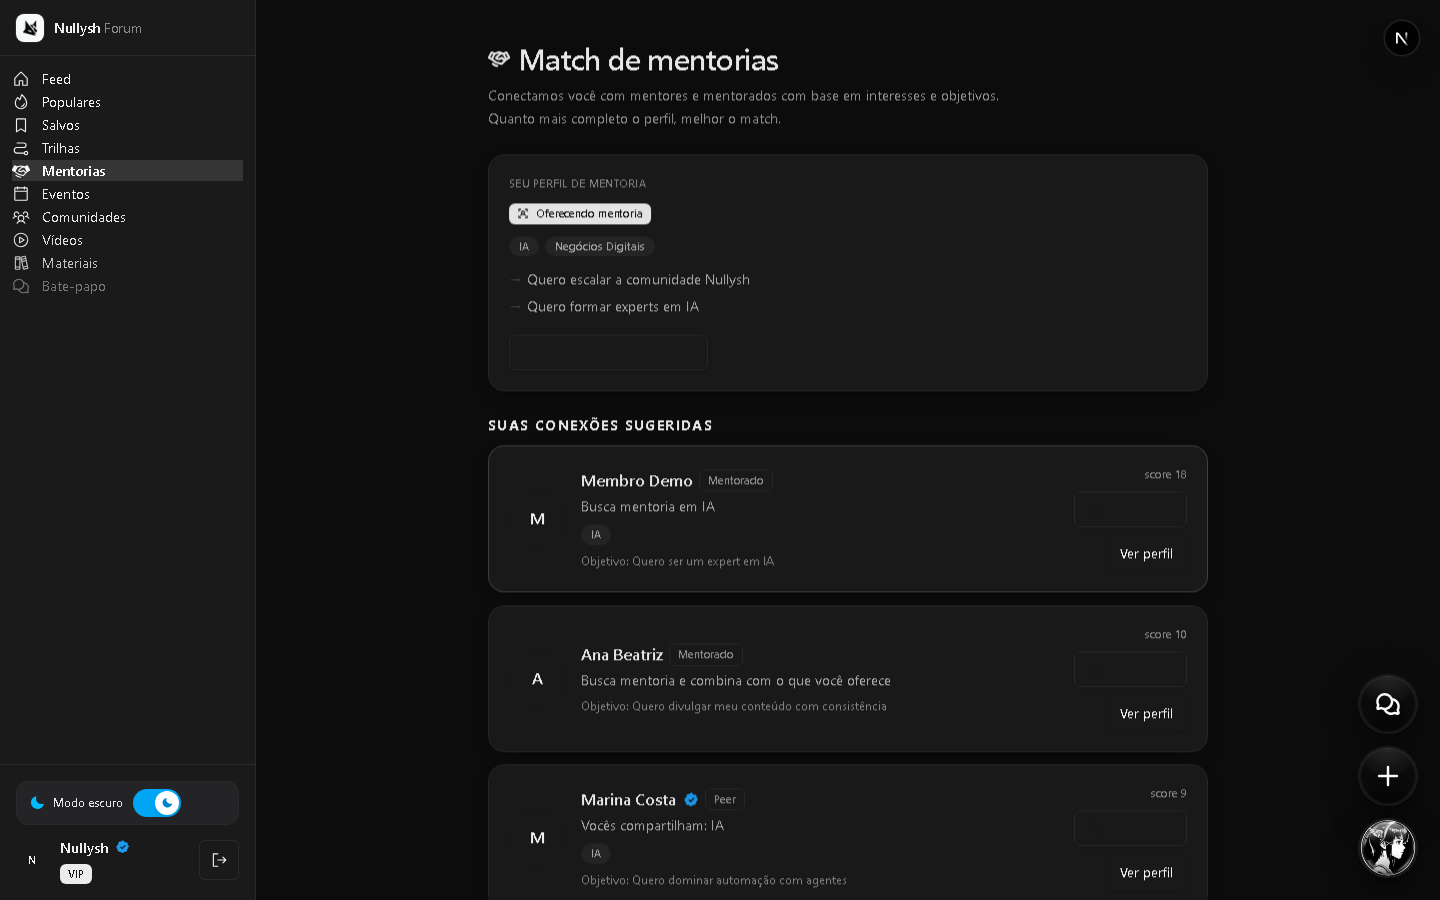 Nullysh Forum
Feed
Populares
Salvos
Trilhas
Mentorias
Eventos
Comunidades
Vídeos
Materiais
Bate-papo
Modo escuro
N
Nullysh
VIP
N
Match de mentorias
Conectamos você com mentores e mentorados com base em interesses e objetivos.
Quanto mais completo o perfil, melhor o match.
SEU PERFIL DE MENTORIA
Oferecendo mentoria
IA Negócios Digitais
→ Quero escalar a comunidade Nullysh
→ Quero formar experts em IA
SUAS CONEXÕES SUGERIDAS
M
Membro Demo Mentorado
Busca mentoria em IA
IA
Objetivo: Quero ser um expert em IA
score 18
Ver perfil
A
Ana Beatriz Mentorado
Busca mentoria e combina com o que você oferece
Objetivo: Quero divulgar meu conteúdo com consistência
score 10
Ver perfil
M
Marina Costa Peer
Vocês compartilham: IA
IA
Objetivo: Quero dominar automação com agentes
score 9
Ver perfil